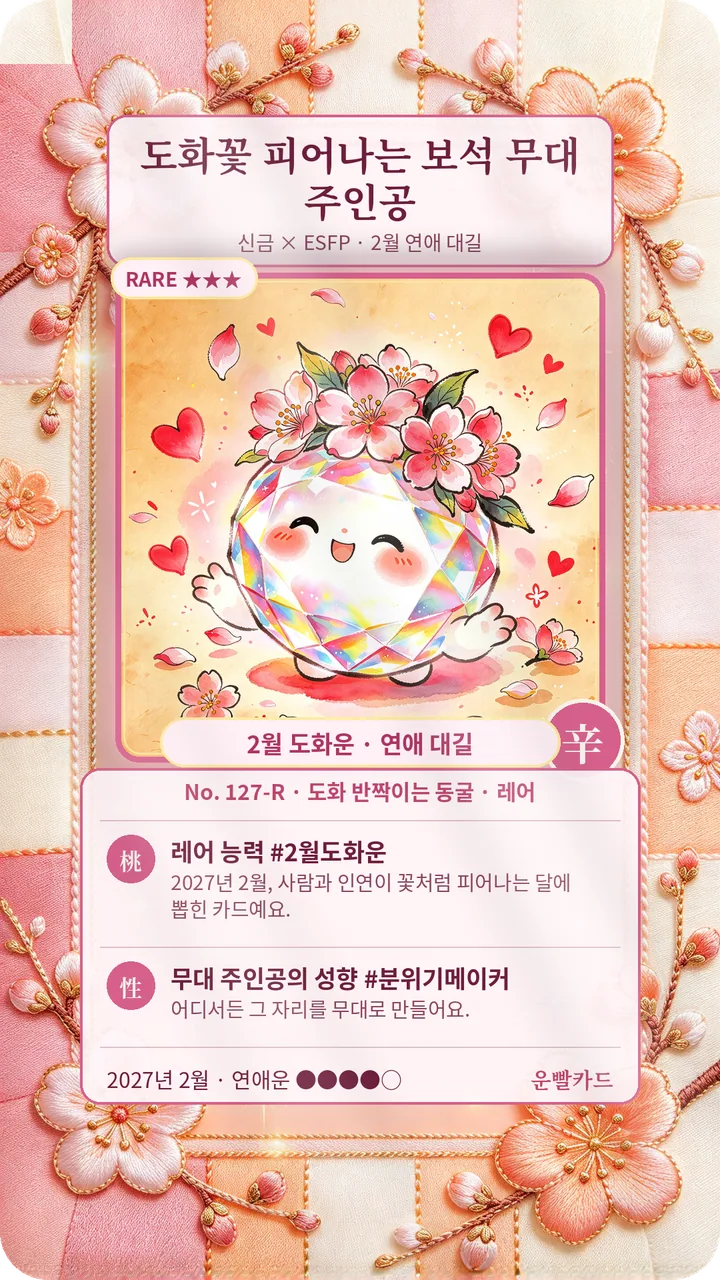 도화꽃 피어나는 보석 무대
주인공
신금 × ESFP · 2월 연애 대길
RARE ★★★
2월 도화운 · 연애 대길
辛
No. 127-R · 도화 반짝이는 동굴 · 레어
桃
레어 능력 #2월도화운
2027년 2월, 사람과 인연이 꽃처럼 피어나는 달에
뽑힌 카드예요.
性
무대 주인공의 성향 #분위기메이커
어디서든 그 자리를 무대로 만들어요.
2027년 2월 · 연애운 ●●●●○
운빨카드